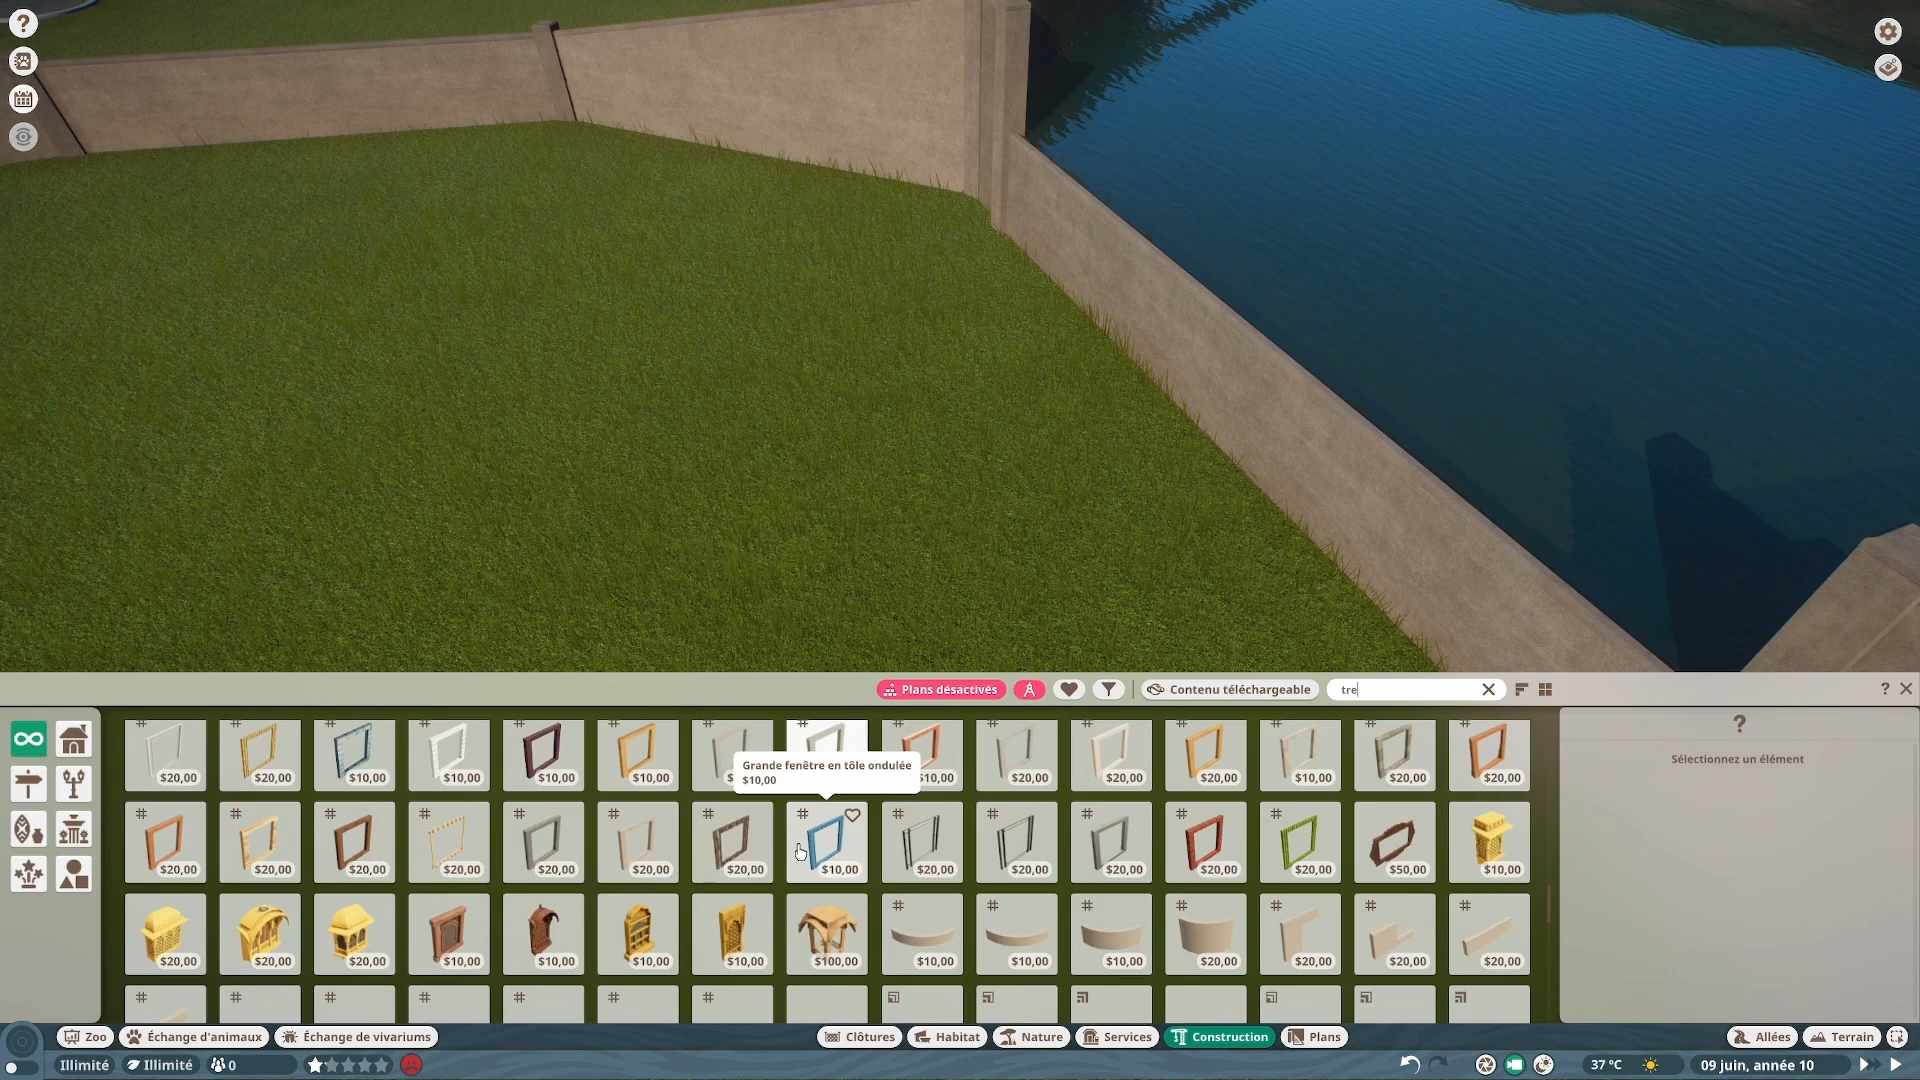 Plans désactivés
Contenu téléchargeable
tre
?
?
?
Sélectionnez un élément
$20,00 $20,00 $10,00 $10,00 $10,00 $10,00 $10,00 $20,00 $20,00 $20,00 $10,00 $20,00 $20,00
Grande fenêtre en tôle ondulée
$10,00
$20,00 $20,00 $20,00 $20,00 $20,00 $20,00 $20,00 $10,00 $20,00 $20,00 $20,00 $20,00 $20,00 $50,00 $10,00
$20,00 $20,00 $20,00 $10,00 $10,00 $10,00 $10,00 $100,00 $10,00 $10,00 $10,00 $20,00 $20,00 $20,00 $20,00
Zoo
Échange d'animaux
Échange de vivariums
Clôtures
Habitat
Nature
Services
Construction
Plans
Allées
Terrain
Illimité
Illimité
0
37 °C
09 juin, année 10